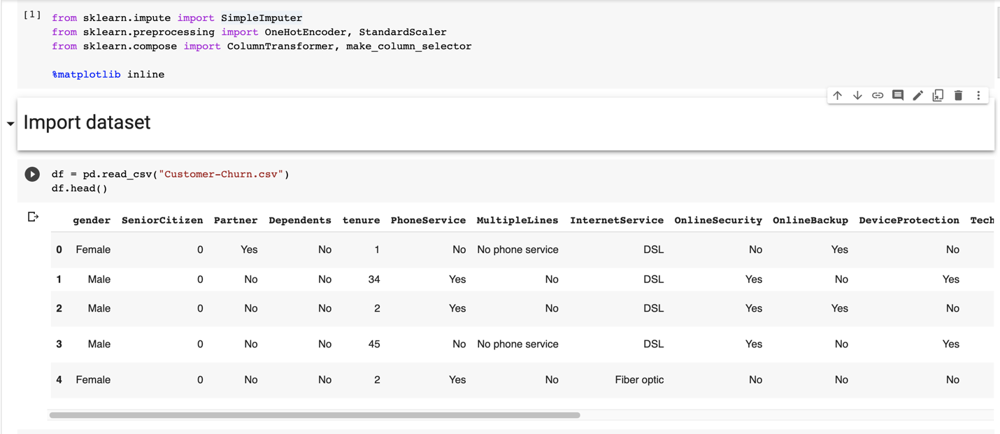 [1] from sklearn.impute import SimpleImputer
from sklearn.preprocessing import OneHotEncoder, StandardScaler
from sklearn.compose import ColumnTransformer, make_column_selector
%matplotlib inline
Import dataset
df = pd.read_csv("Customer-Churn.csv")
df.head()
gender SeniorCitizen Partner Dependents tenure PhoneService MultipleLines InternetService OnlineSecurity OnlineBackup DeviceProtection Tech
0 Female 0 Yes No 1 No No phone service DSL No Yes No
1 Male 0 No No 34 Yes No DSL Yes No Yes
2 Male 0 No No 2 Yes No DSL Yes Yes No
3 Male 0 No No 45 No No phone service DSL Yes No Yes
4 Female 0 No No 2 Yes No Fiber optic No No No